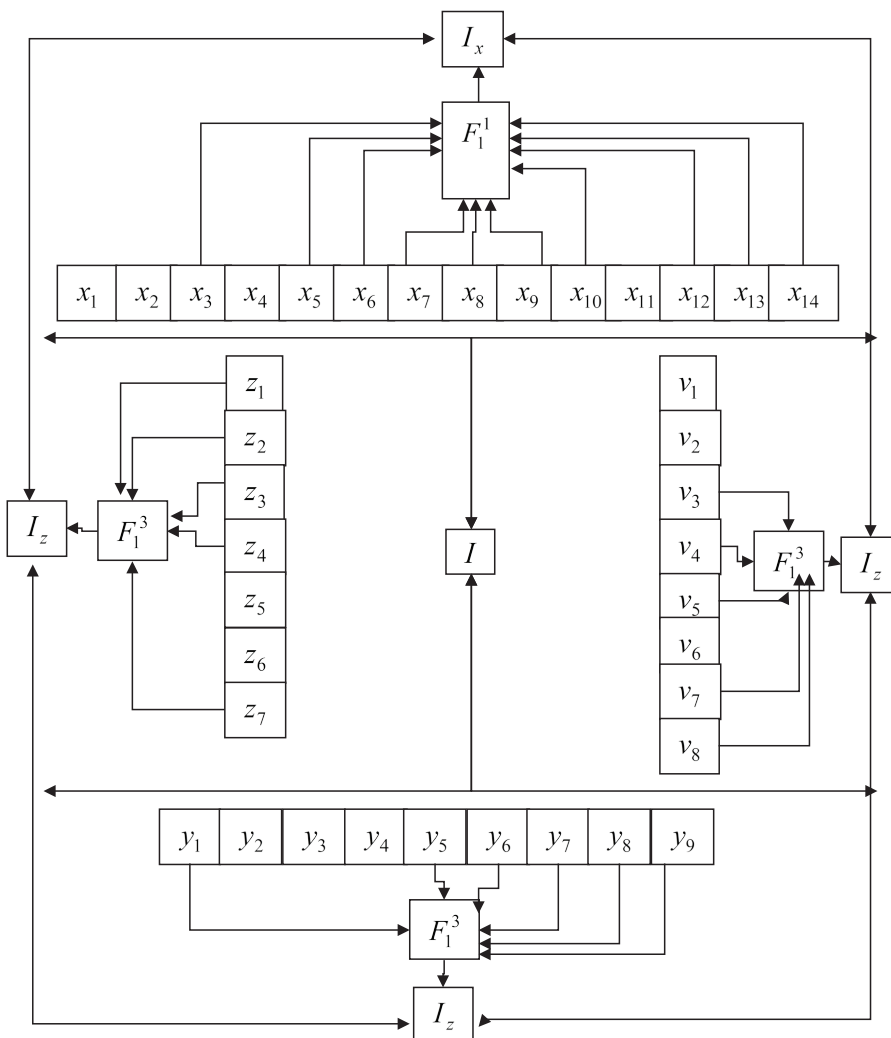 I_x
F_1^1
x_1 x_2 x_3 x_4 x_5 x_6 x_7 x_8 x_9 x_10 x_11 x_12 x_13 x_14
z_1
z_2
z_3
z_4
z_5
z_6
z_7
I_z
F_1^3
I
v_1
v_2
v_3
v_4
v_5
v_6
v_7
v_8
F_1^3
I_z
y_1 y_2 y_3 y_4 y_5 y_6 y_7 y_8 y_9
F_1^3
I_z